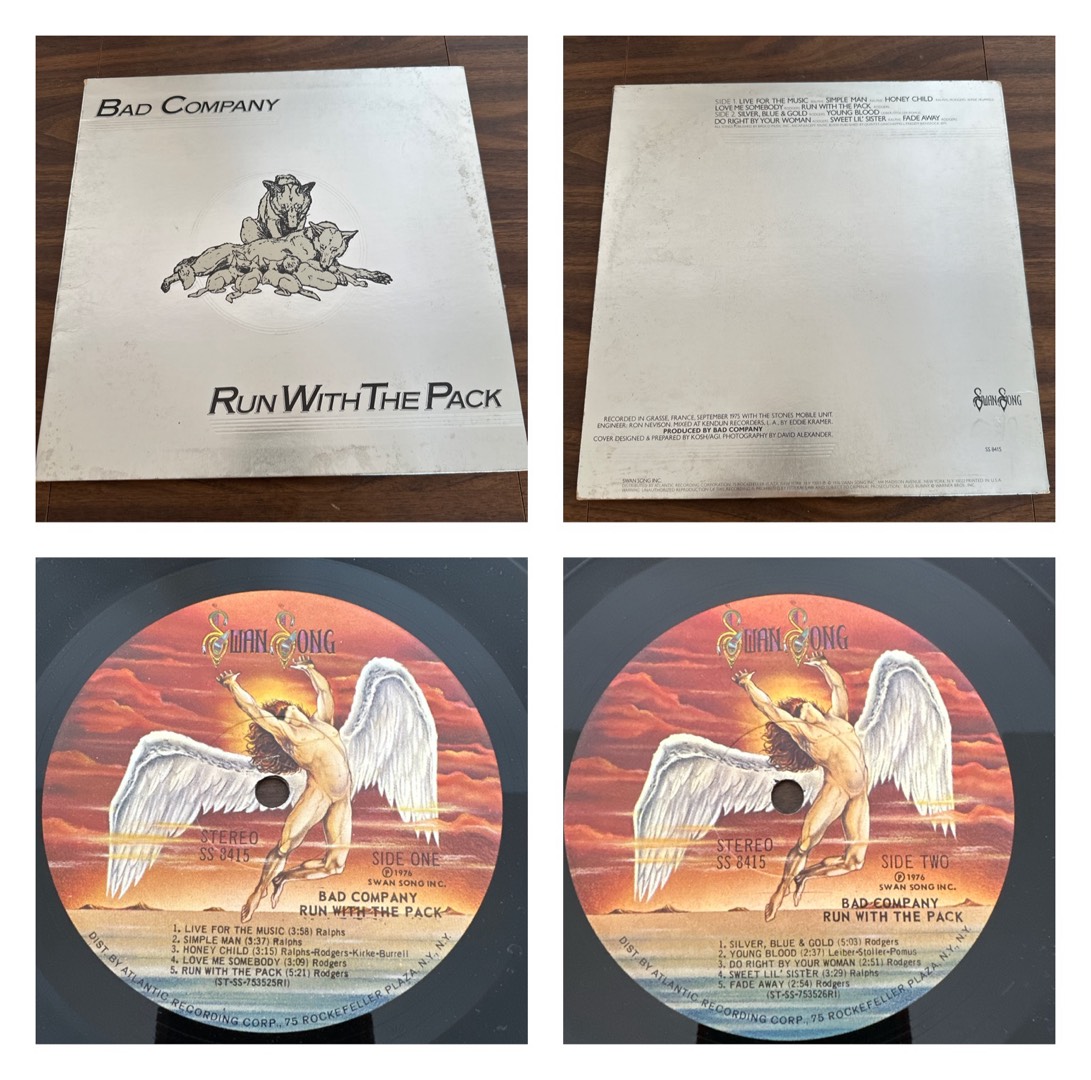 BAD COMPANY
RUN WITH THE PACK
SIDE 1. LIVE FOR THE MUSIC SIMPLE MAN HONEY CHILD
LOVE ME SOMEBODY RUN WITH THE PACK
SIDE 2. SILVER, BLUE & GOLD YOUNG BLOOD
DO RIGHT BY YOUR WOMAN SWEET LIL' SISTER FADE AWAY
SWAN SONG
SS 8415
RECORDED IN GRASSE, FRANCE, SEPTEMBER 1975 WITH THE STONES MOBILE UNIT.
ENGINEER: RON NEVISON. MIXED AT KENDUN RECORDERS, L. A., BY EDDIE KRAMER.
PRODUCED BY BAD COMPANY
COVER DESIGNED & PREPARED BY KOSH/AGI. PHOTOGRAPHY BY DAVID ALEXANDER.
SWAN SONG INC.
SWAN SONG
STEREO
SS 8415
SIDE ONE
℗ 1976
SWAN SONG INC.
BAD COMPANY
RUN WITH THE PACK
1. LIVE FOR THE MUSIC (3:58) Ralphs
2. SIMPLE MAN (3:37) Ralphs
3. HONEY CHILD (3:15) Ralphs-Rodgers-Kirke-Burrell
4. LOVE ME SOMEBODY (3:09) Rodgers
5. RUN WITH THE PACK (5:21) Rodgers
(ST-SS-753525RI)
DIST. BY ATLANTIC RECORDING CORP., 75 ROCKEFELLER PLAZA, N.Y., N.Y.
SWAN SONG
STEREO
SS 8415
SIDE TWO
℗ 1976
SWAN SONG INC.
BAD COMPANY
RUN WITH THE PACK
1. SILVER, BLUE & GOLD (5:03) Rodgers
2. YOUNG BLOOD (2:37) Leiber-Stoller-Pomus
3. DO RIGHT BY YOUR WOMAN (2:51) Rodgers
4. SWEET LIL' SISTER (3:29) Ralphs
5. FADE AWAY (2:54) Rodgers
(ST-SS-753526RI)
DIST. BY ATLANTIC RECORDING CORP., 75 ROCKEFELLER PLAZA, N.Y., N.Y.